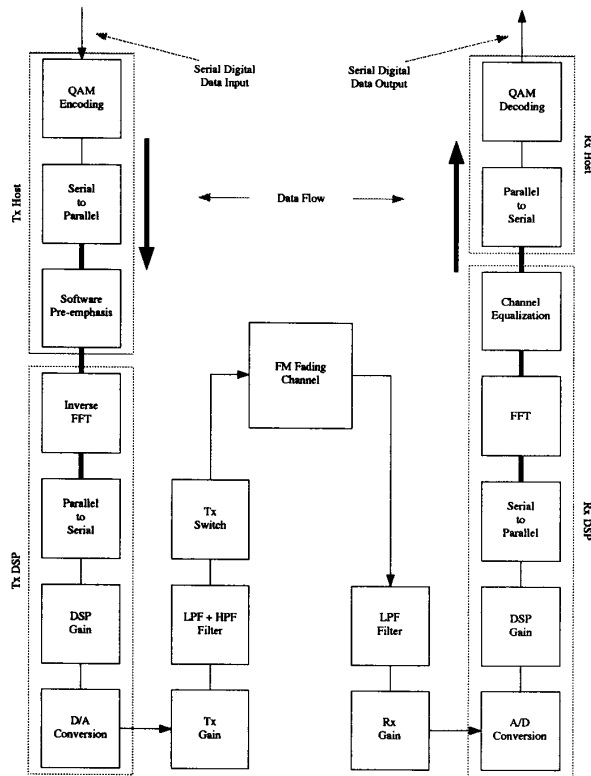 Serial Digital
Data Input
Serial Digital
Data Output
QAM
Encoding
Serial
to
Parallel
Software
Pre-emphasis
Tx Host
Data Flow
QAM
Decoding
Parallel
to
Serial
Rx Host
Inverse
FFT
Parallel
to
Serial
DSP
Gain
D/A
Conversion
Tx DSP
Tx
Gain
LPF + HPF
Filter
Tx
Switch
FM Fading
Channel
LPF
Filter
Rx
Gain
Channel
Equalization
FFT
Serial
to
Parallel
DSP
Gain
A/D
Conversion
Rx DSP